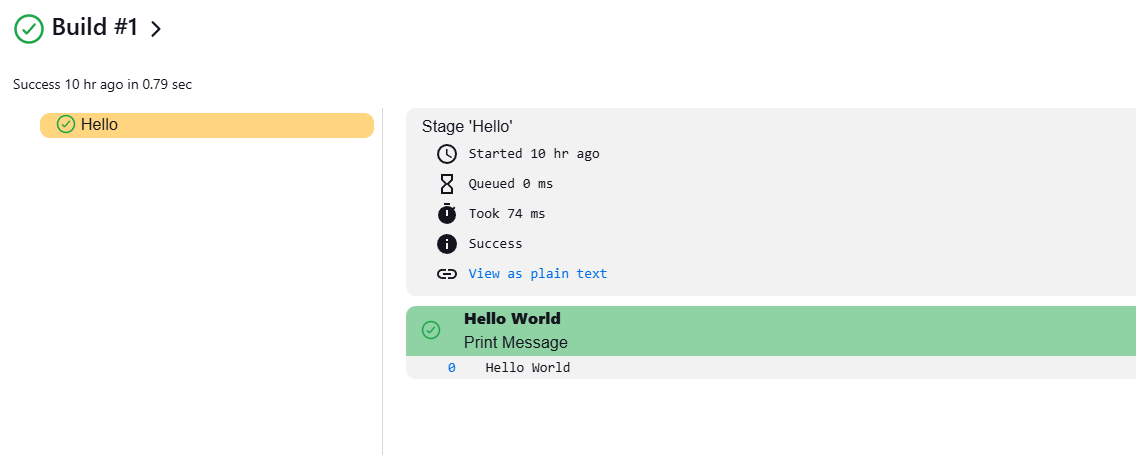 Build #1
Success 10 hr ago in 0.79 sec
Hello
Stage 'Hello'
Started 10 hr ago
Queued 0 ms
Took 74 ms
Success
View as plain text
Hello World
Print Message
0 Hello World